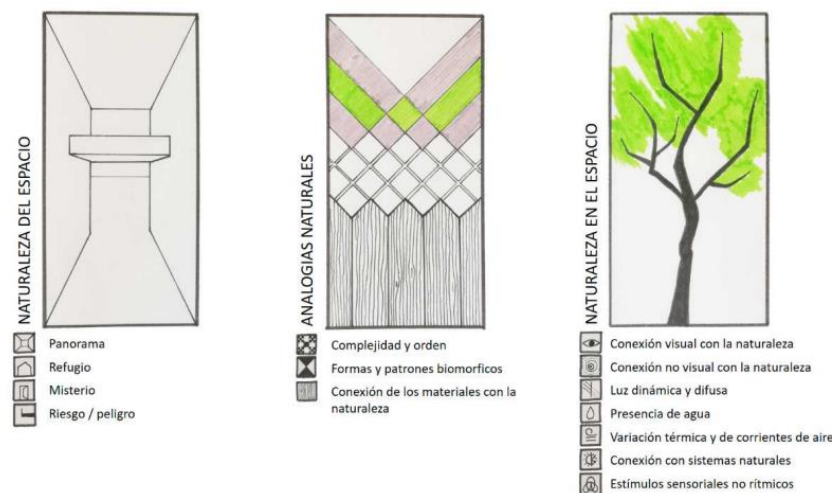 NATURALEZA DEL ESPACIO
Panorama
Refugio
Misterio
Riesgo / peligro
ANALOGIAS NATURALES
Complejidad y orden
Formas y patrones biomorficos
Conexión de los materiales con la
naturaleza
NATURALEZA EN EL ESPACIO
Conexión visual con la naturaleza
Conexión no visual con la naturaleza
Luz dinámica y difusa
Presencia de agua
Variación térmica y de corrientes de aire
Conexión con sistemas naturales
Estímulos sensoriales no rítmicos